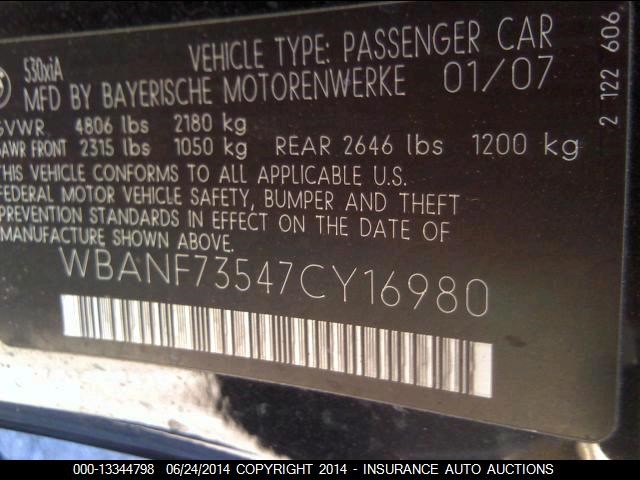 530xiA
VEHICLE TYPE: PASSENGER CAR
MFD BY BAYERISCHE MOTORENWERKE 01/07
GVWR 4806 lbs 2180 kg
GAWR FRONT 2315 lbs 1050 kg REAR 2646 lbs 1200 kg
THIS VEHICLE CONFORMS TO ALL APPLICABLE U.S.
FEDERAL MOTOR VEHICLE SAFETY, BUMPER AND THEFT
PREVENTION STANDARDS IN EFFECT ON THE DATE OF
MANUFACTURE SHOWN ABOVE.
WBANF73547CY16980
2 122 606
000-13344798 06/24/2014 COPYRIGHT 2014 - INSURANCE AUTO AUCTIONS